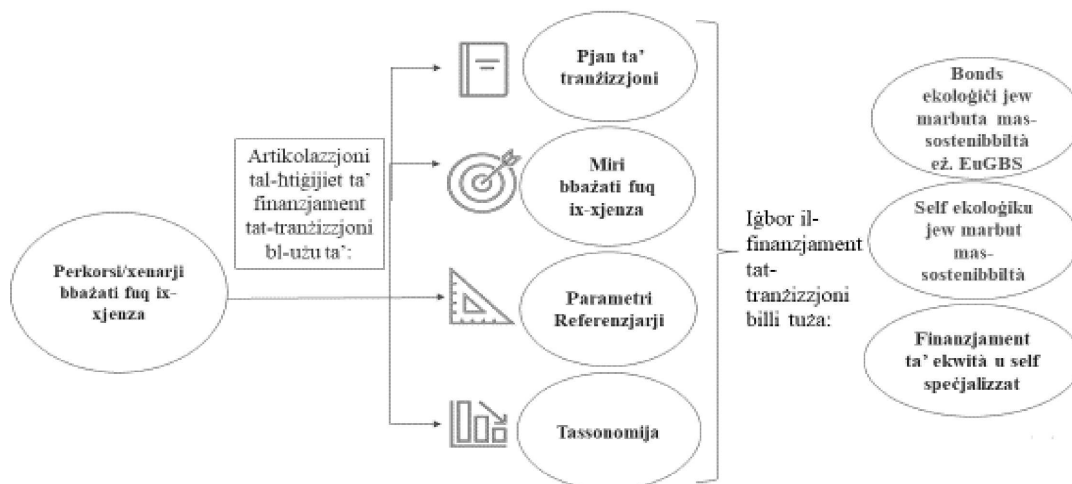 Perkorsi/xenarji
bbażati fuq ix-
xjenza
Artikolazzjoni
tal-ħtiġijiet ta’
finanzjament
tat-tranżizzjoni
bl-użu ta’:
Pjan ta’
tranżizzjoni
Miri
bbażati fuq
ix-xjenza
Parametri
Referenzjarji
Tassonomija
Iġbor il-
finanzjament
tat-
tranżizzjoni
billi tuża:
Bonds
ekoloġiċi jew
marbuta mas-
sostenibbiltà
eż. EuGBS
Self ekoloġiku
jew marbut
mas-
sostenibbiltà
Finanzjament
ta’ ekwità u self
speċjalizzat